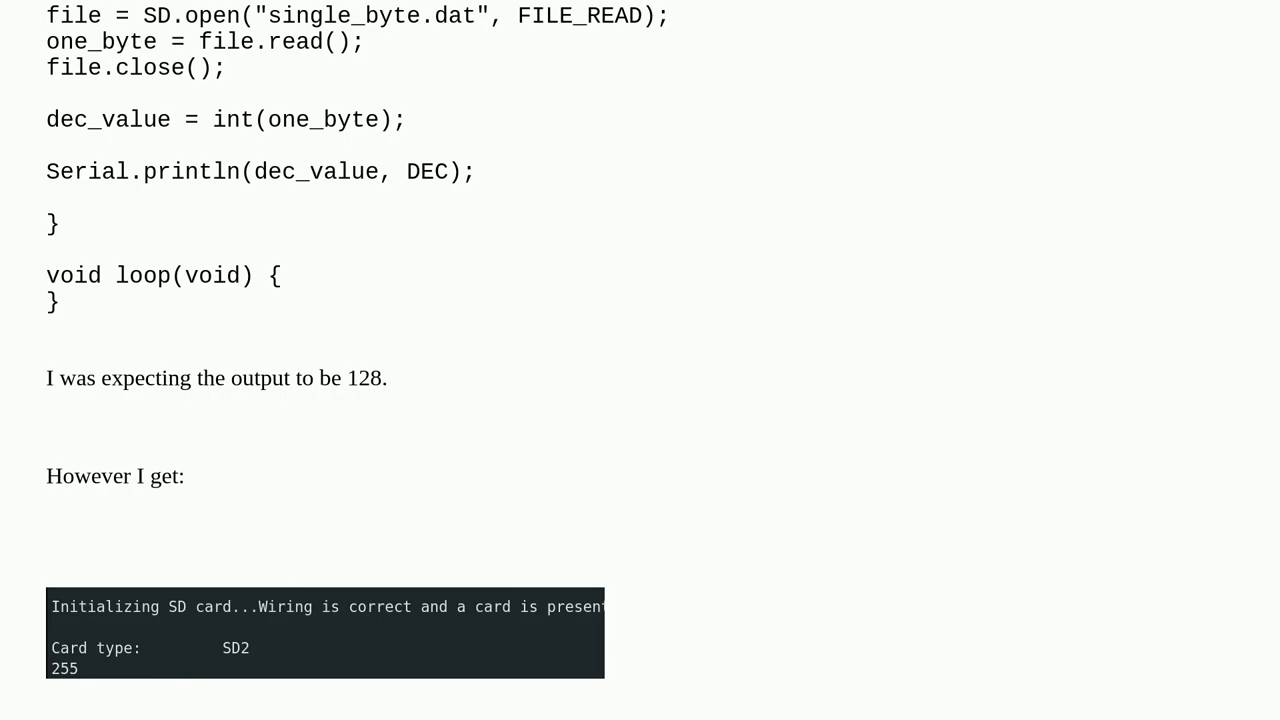 file = SD.open("single_byte.dat", FILE_READ);
one_byte = file.read();
file.close();
dec_value = int(one_byte);
Serial.println(dec_value, DEC);
}
void loop(void) {
}
I was expecting the output to be 128.
However I get:
Initializing SD card...Wiring is correct and a card is present
Card type: SD2
255